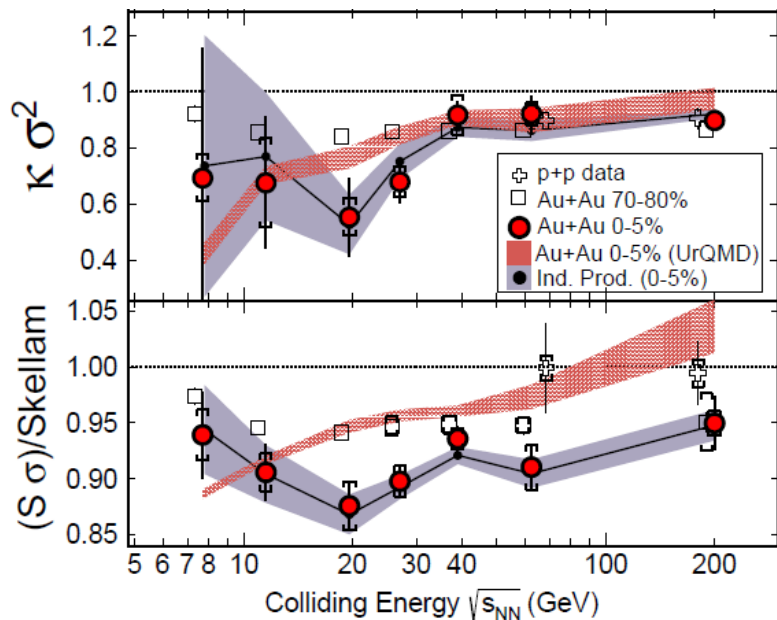 1.2
1.0
0.8
0.6
0.4
κ σ²
p+p data
Au+Au 70-80%
Au+Au 0-5%
Au+Au 0-5% (UrQMD)
Ind. Prod. (0-5%)
1.05
1.00
0.95
0.90
0.85
(S σ)/Skellam
5 6 7 8 10 20 30 40 100 200
Colliding Energy √sNN (GeV)